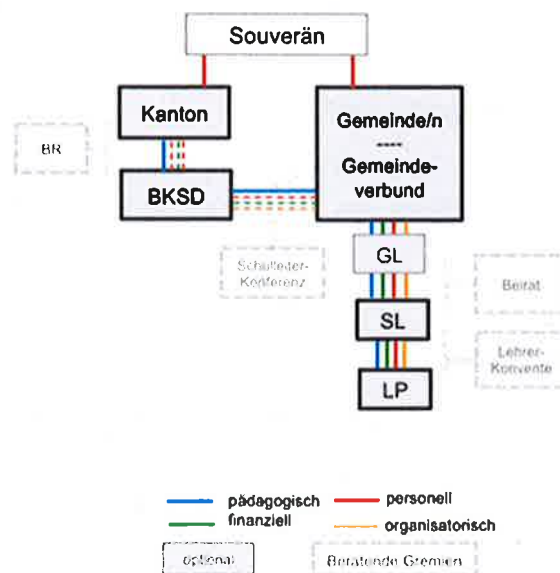 Souverän
Kanton
Gemeinde/n
----
Gemeinde-
verbund
BR
BKSD
Schulleiter-
Konferenz
GL
Beirat
SL
Lehrer-
Konvente
LP
pädagogisch
personell
finanziell
organisatorisch
optional
Beratende Gremien